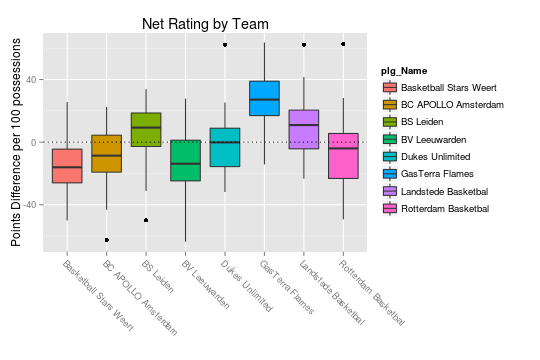 Net Rating by Team
Points Difference per 100 possessions
40
0
-40
Basketball Stars Weert
BC APOLLO Amsterdam
BS Leiden
BV Leeuwarden
Dukes Unlimited
GasTerra Flames
Landstede Basketbal
Rotterdam Basketbal
plg_Name
Basketball Stars Weert
BC APOLLO Amsterdam
BS Leiden
BV Leeuwarden
Dukes Unlimited
GasTerra Flames
Landstede Basketbal
Rotterdam Basketbal